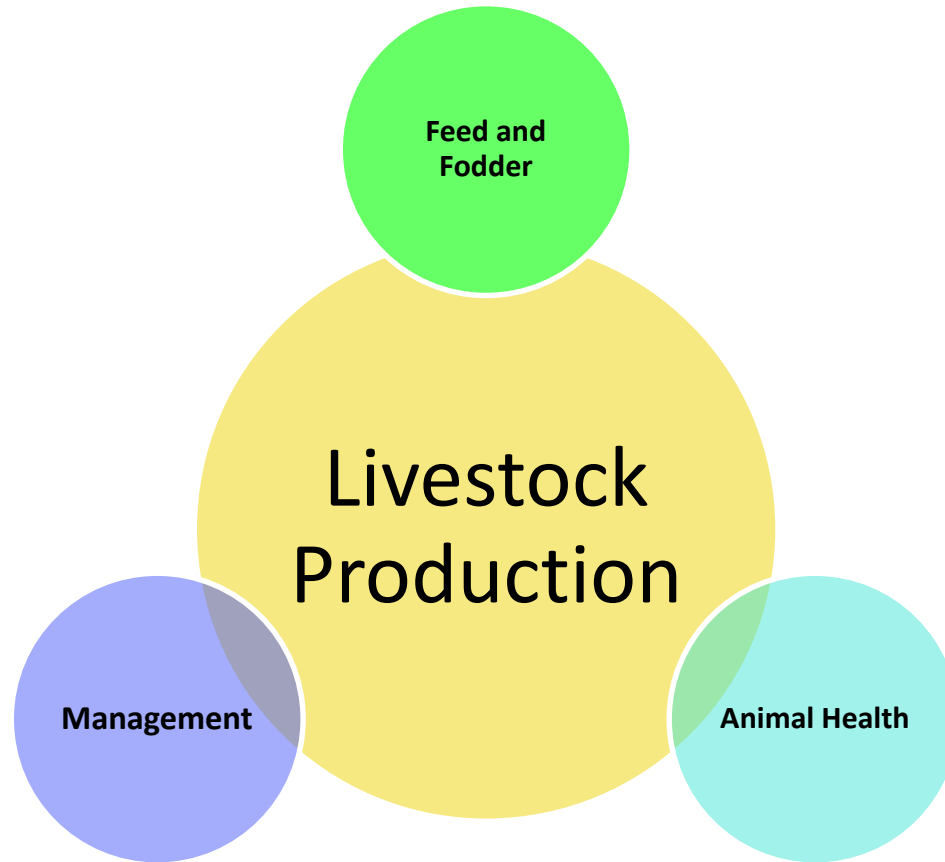 Feed and
Fodder
Livestock
Production
Management
Animal Health